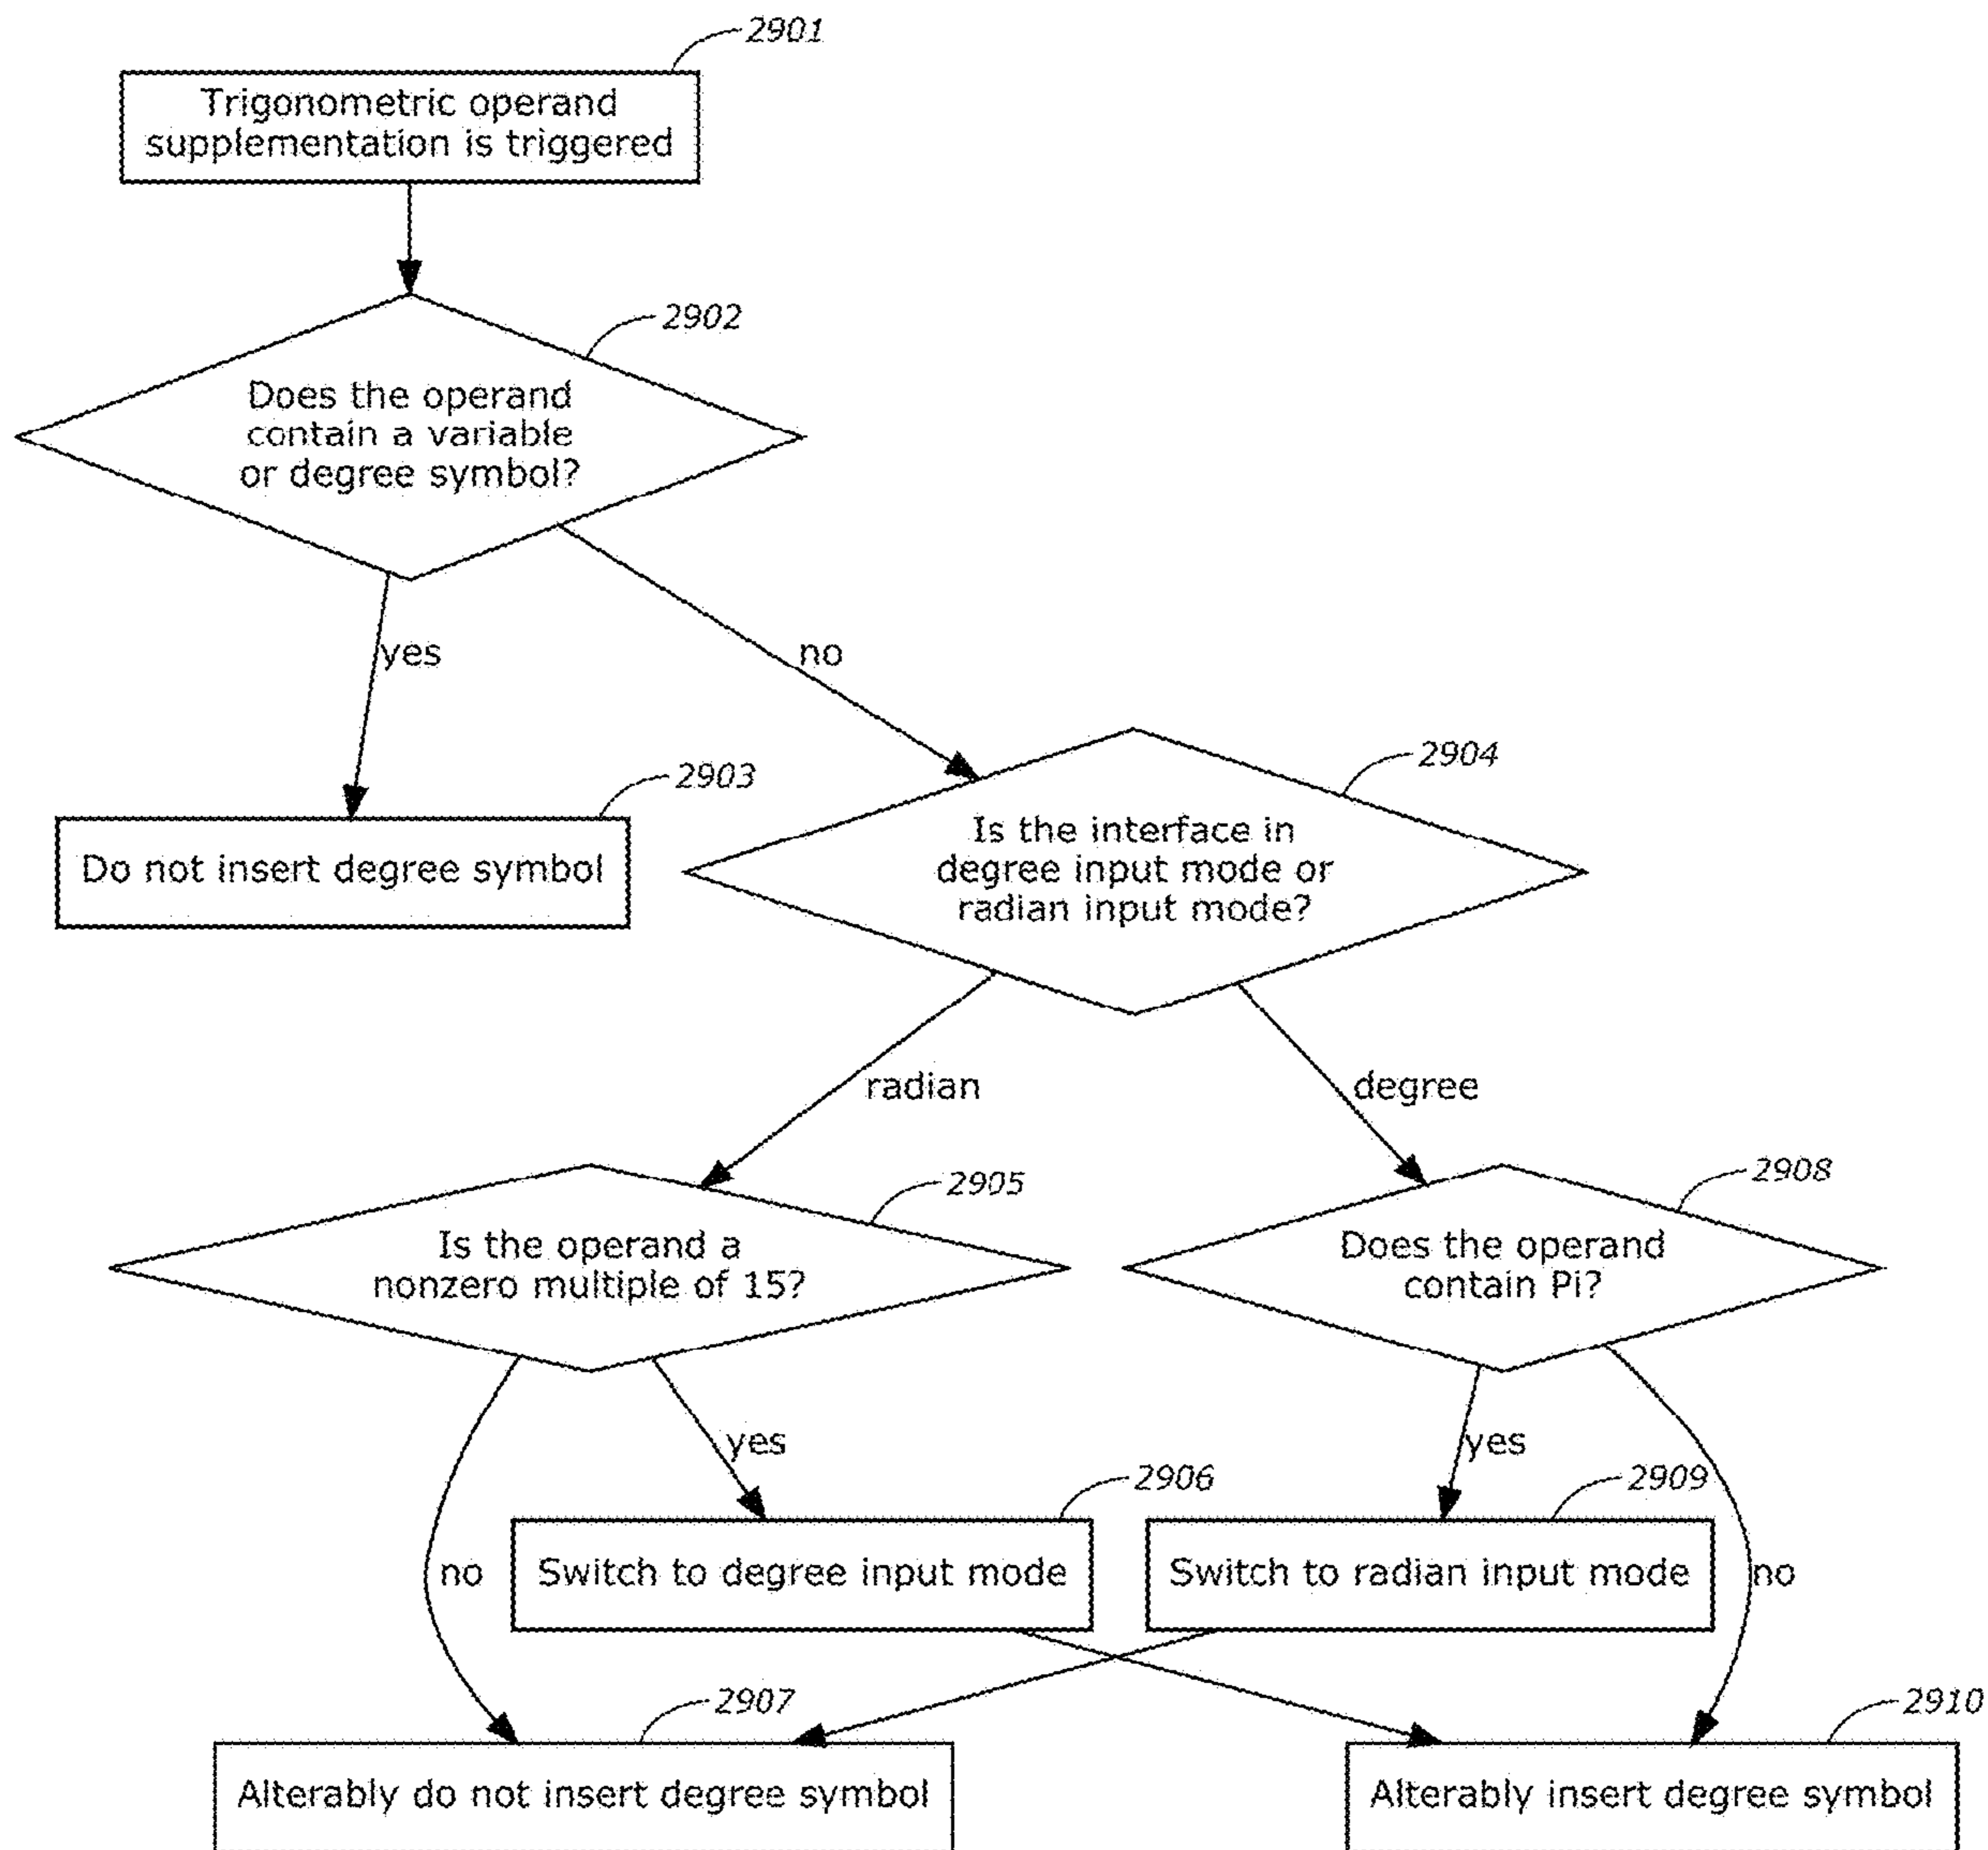 2901
Trigonometric operand
supplementation is triggered
2902
Does the operand
contain a variable
or degree symbol?
yes
no
2903
Do not insert degree symbol
2904
Is the interface in
degree input mode or
radian input mode?
radian
degree
2905
Is the operand a
nonzero multiple of 15?
2908
Does the operand
contain Pi?
yes
yes
2906
2909
no
Switch to degree input mode
Switch to radian input mode
no
2907
2910
Alterably do not insert degree symbol
Alterably insert degree symbol